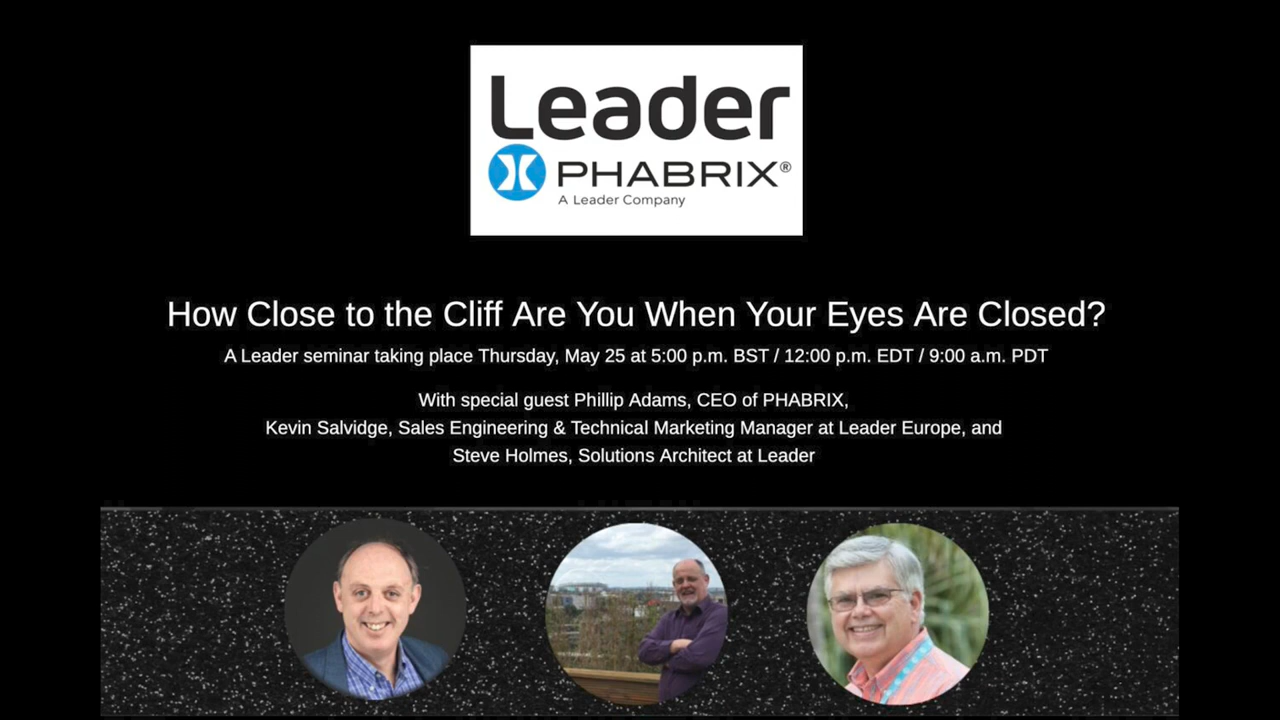 Leader
PHABRIX®
A Leader Company
How Close to the Cliff Are You When Your Eyes Are Closed?
A Leader seminar taking place Thursday, May 25 at 5:00 p.m. BST / 12:00 p.m. EDT / 9:00 a.m. PDT
With special guest Phillip Adams, CEO of PHABRIX,
Kevin Salvidge, Sales Engineering & Technical Marketing Manager at Leader Europe, and
Steve Holmes, Solutions Architect at Leader